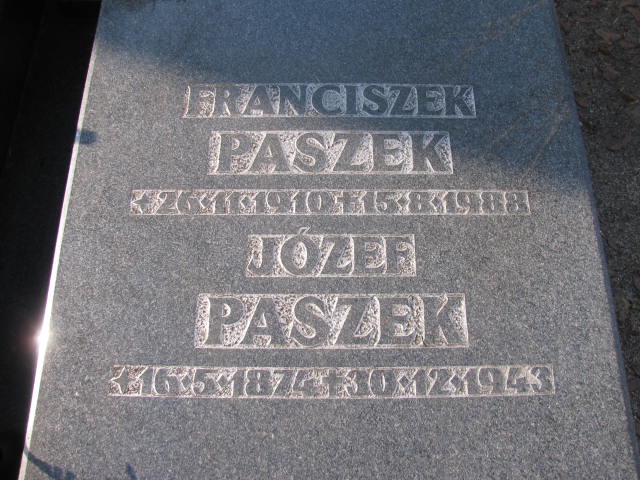 FRANCISZEK
PASZEK
+26.11.1910+15.8.1988
JÓZEF
PASZEK
+16.5.1874+30.12.1943